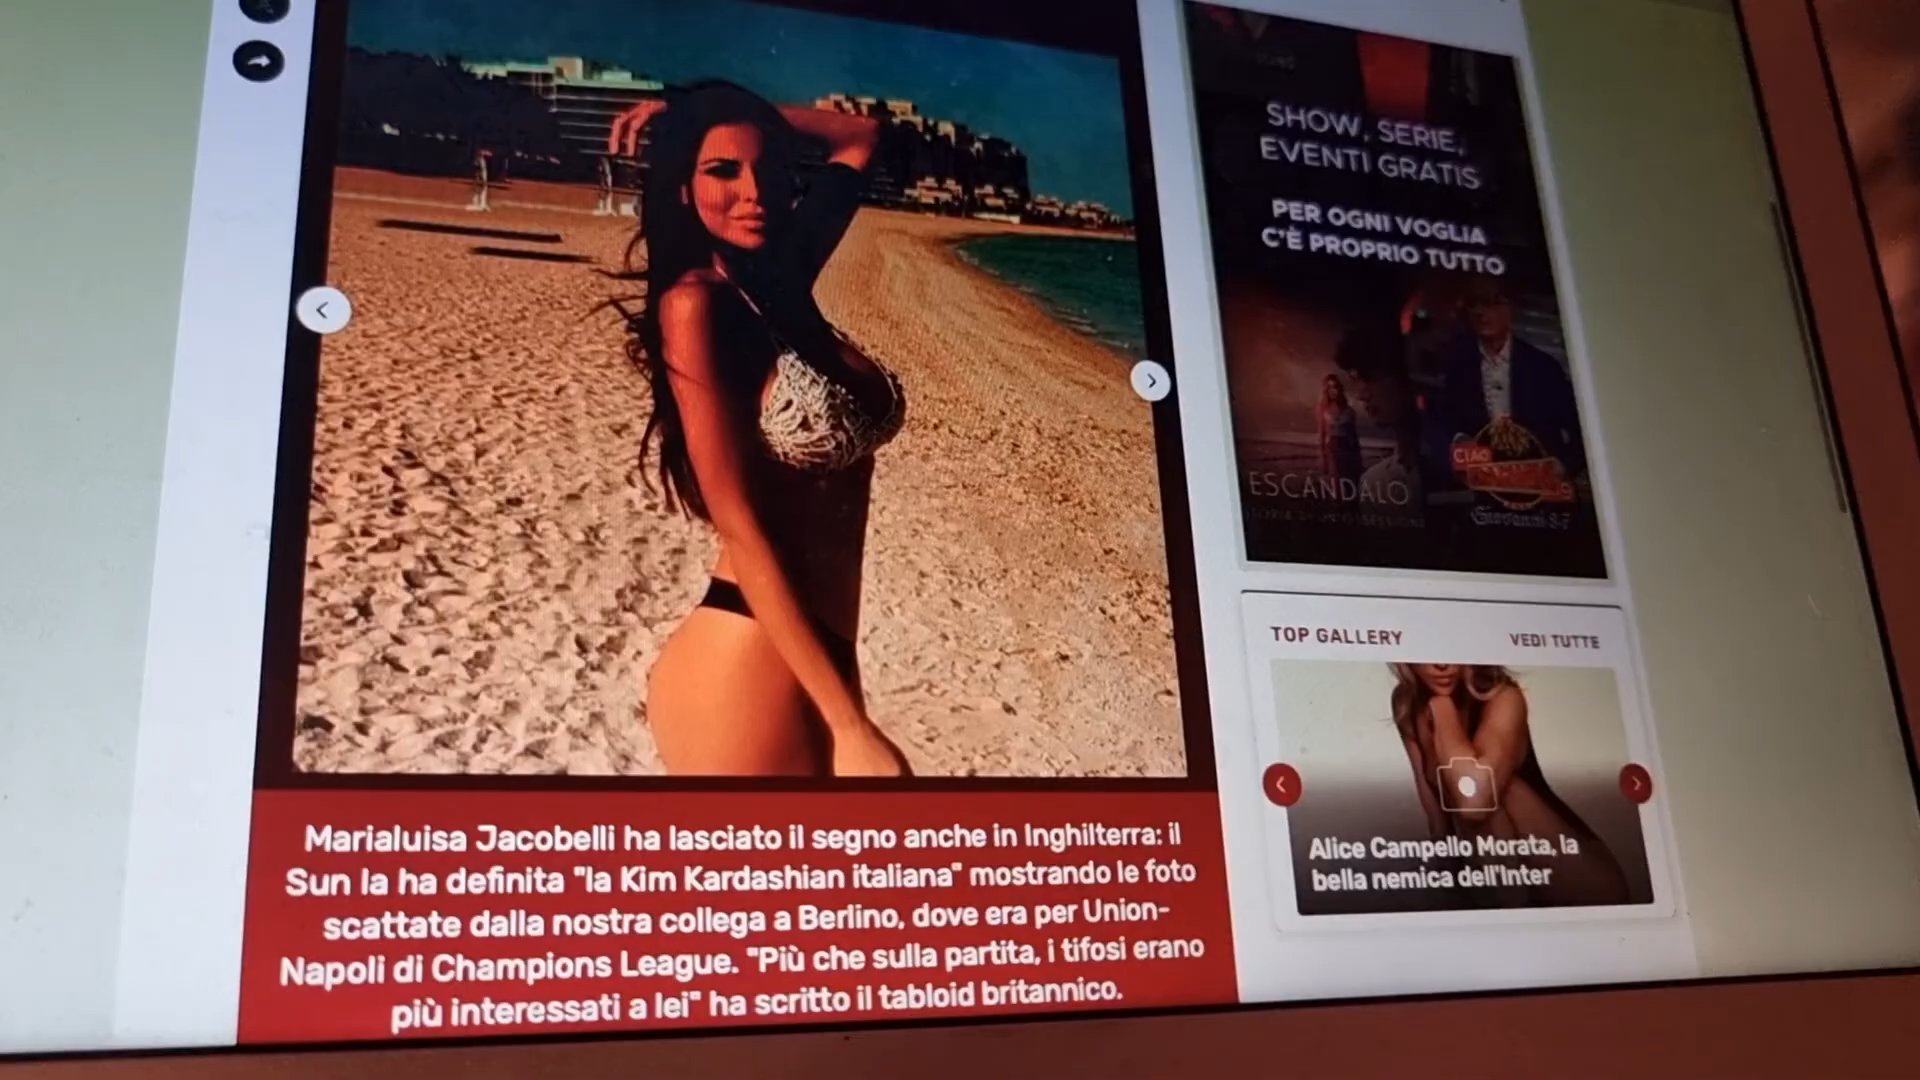 SHOW, SERIE,
EVENTI GRATIS
PER OGNI VOGLIA
C'È PROPRIO TUTTO
ESCÁNDALO
CIAO
TOP GALLERY
VEDI TUTTE
Alice Campello Morata, la
bella nemica dell'Inter
Marialuisa Jacobelli ha lasciato il segno anche in Inghilterra: il
Sun la ha definita "la Kim Kardashian italiana" mostrando le foto
scattate dalla nostra collega a Berlino, dove era per Union-
Napoli di Champions League. "Più che sulla partita, i tifosi erano
più interessati a lei" ha scritto il tabloid britannico.